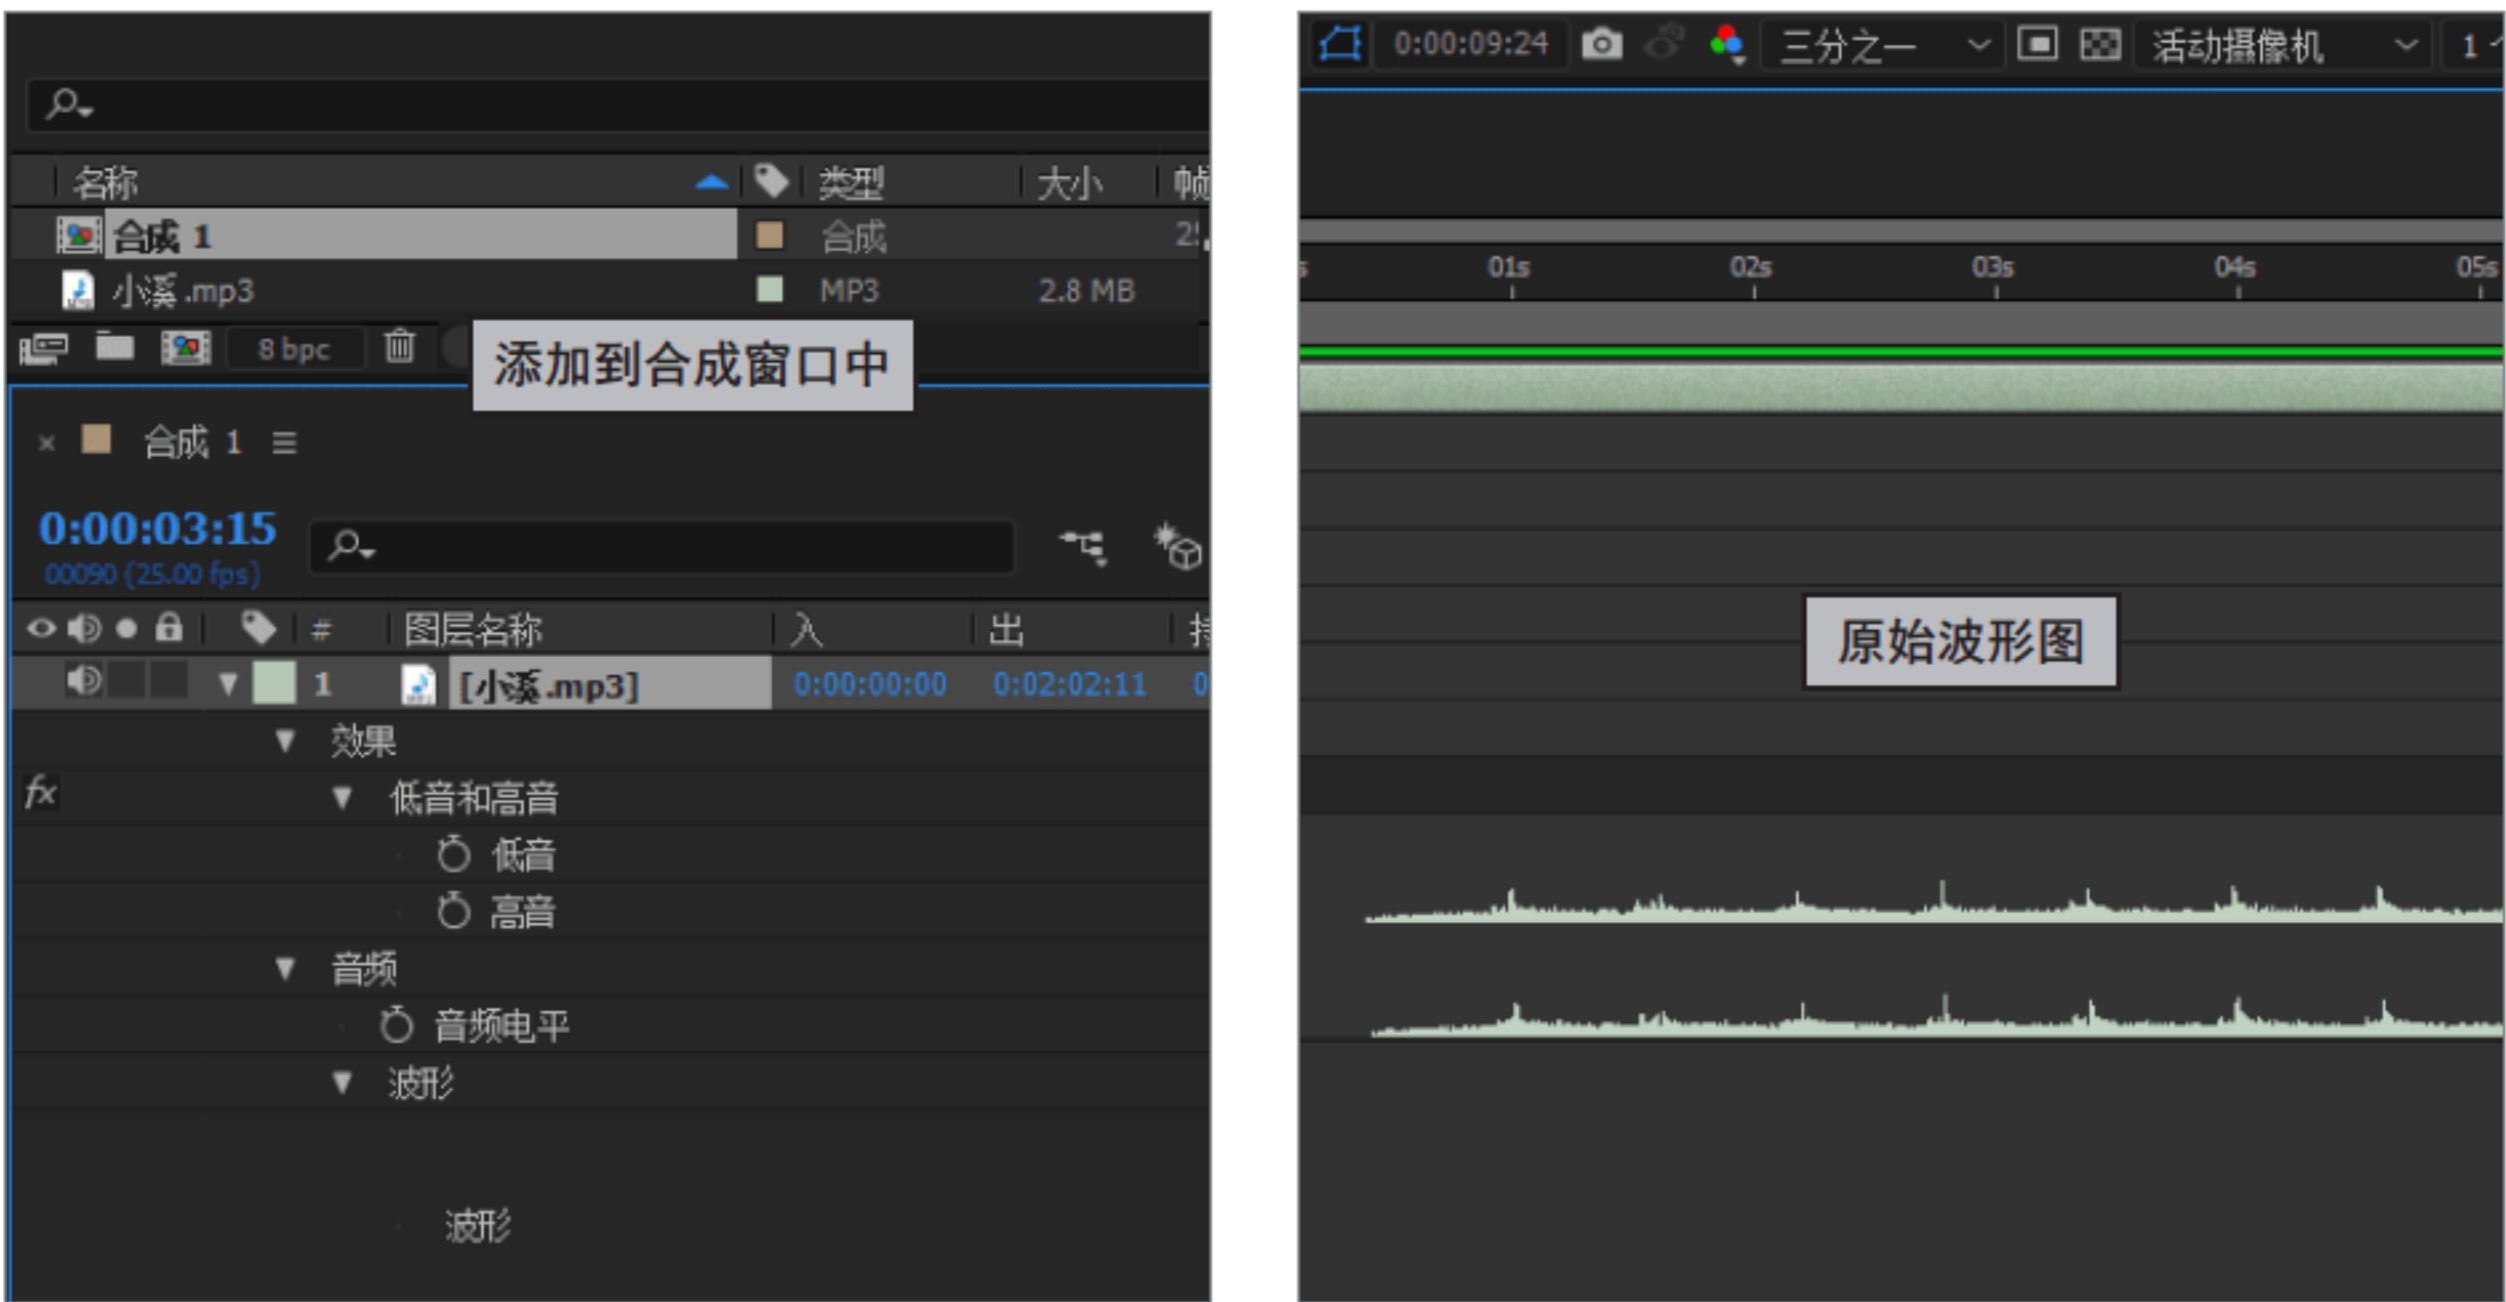 名称 类型 大小 帧
合成 1 合成
小溪.mp3 MP3 2.8 MB
8 bpc
添加到合成窗口中
合成 1
0:00:03:15
00090 (25.00 fps)
# 图层名称 入 出
1 [小溪.mp3] 0:00:00:00 0:02:02:11 0
效果
fx 低音和高音
低音
高音
音频
音频电平
波形
波形
0:00:09:24 三分之一 活动摄像机 1
01s 02s 03s 04s 05s
原始波形图